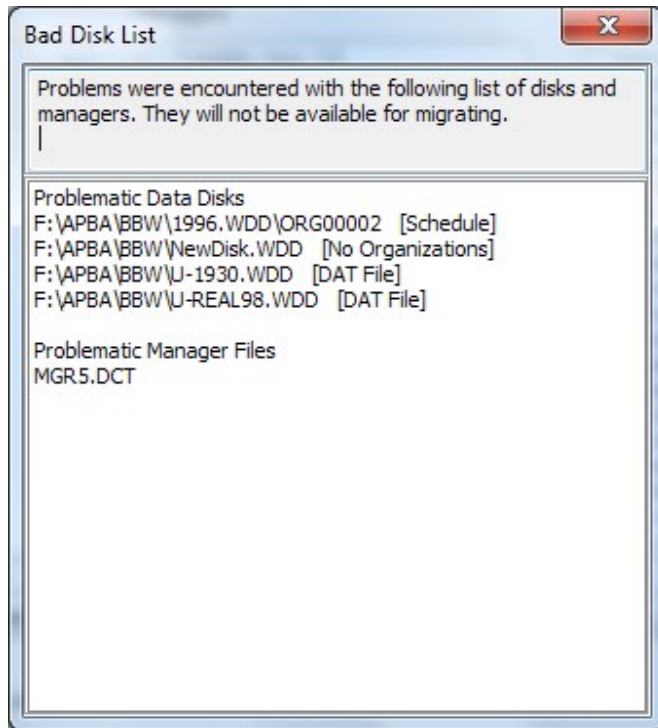 Bad Disk List
Problems were encountered with the following list of disks and
managers. They will not be available for migrating.
Problematic Data Disks
F:\APBA\BBW\1996.WDD\ORG00002 [Schedule]
F:\APBA\BBW\NewDisk.WDD [No Organizations]
F:\APBA\BBW\U-1930.WDD [DAT File]
F:\APBA\BBW\U-REAL98.WDD [DAT File]
Problematic Manager Files
MGR5.DCT